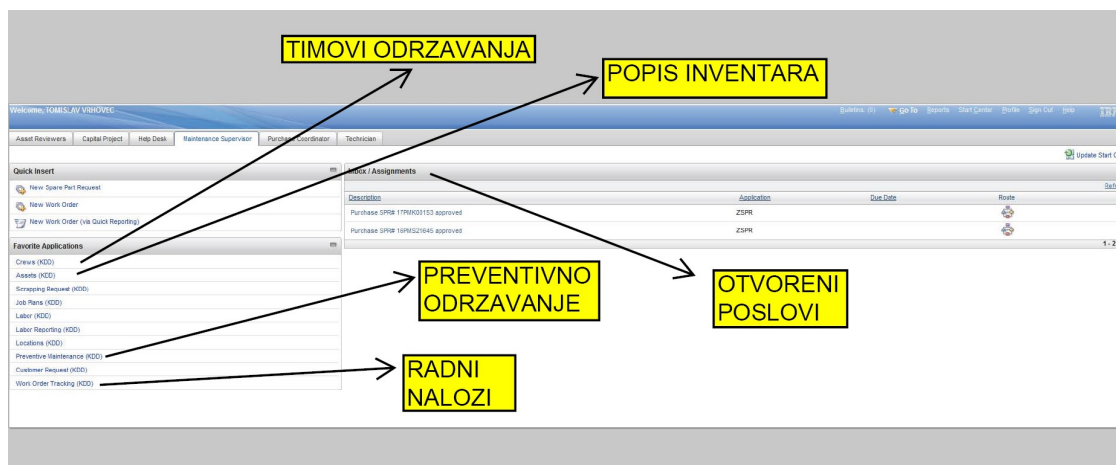 TIMOVI ODRZAVANJA
POPIS INVENTARA
Welcome, TOMISLAV VRHOVEC
Bulletins: (0) Go To Reports Start Center Profile Sign Out Help IBM
Asset Reviewers Capital Project Help Desk Maintenance Supervisor Purchase Coordinator Technician
Update Start C
Quick Insert
New Spare Part Request
New Work Order
New Work Order (via Quick Reporting)
Favorite Applications
Crews (KDD)
Assets (KDD)
Scrapping Request (KDD)
Job Plans (KDD)
Labor (KDD)
Labor Reporting (KDD)
Locations (KDD)
Preventive Maintenance (KDD)
Customer Request (KDD)
Work Order Tracking (KDD)
Inbox / Assignments
Refr
Description Application Due Date Route
Purchase SPR# 17PMK00153 approved ZSPR
Purchase SPR# 16PMS21645 approved ZSPR
1 - 2
PREVENTIVNO
ODRZAVANJE
OTVORENI
POSLOVI
RADNI
NALOZI